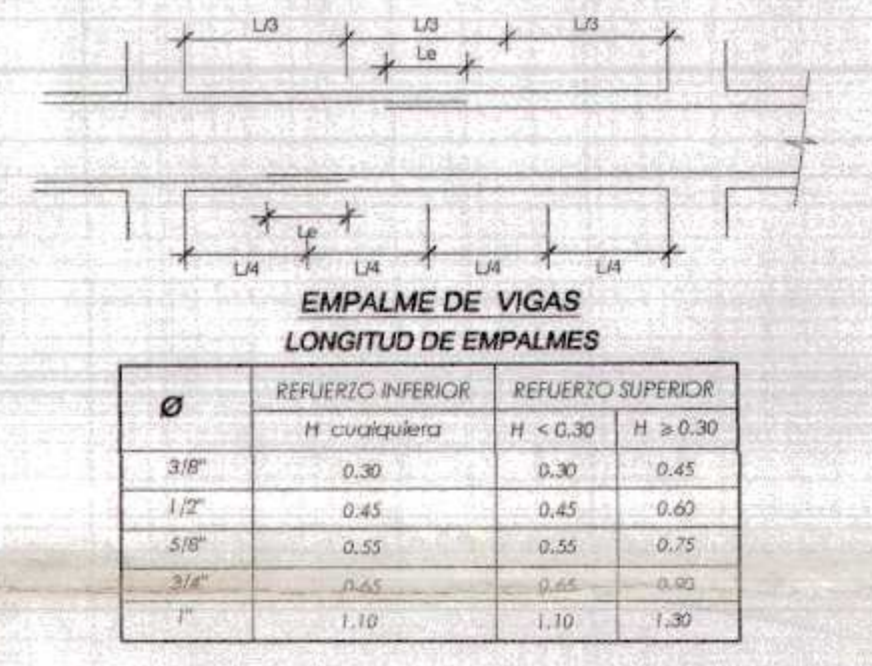 L/3 L/3 L/3
Le
Le
L/4 L/4 L/4 L/4
EMPALME DE VIGAS
LONGITUD DE EMPALMES
Ø REFUERZO INFERIOR REFUERZO SUPERIOR
H cualquiera H < 0.30 H ≥ 0.30
3/8" 0.30 0.30 0.45
1/2" 0.45 0.45 0.60
5/8" 0.55 0.55 0.75
3/4" 0.65 0.65 0.90
1" 1.10 1.10 1.30